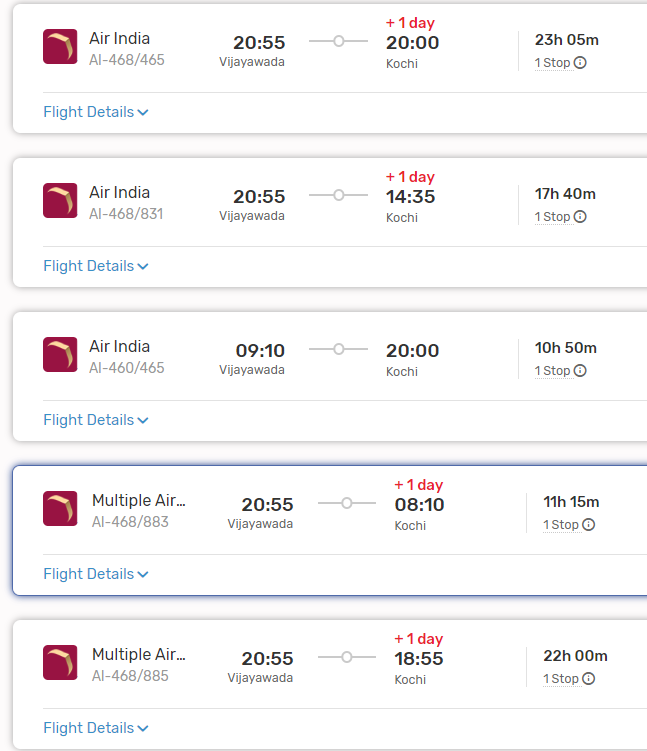 + 1 day
Air India 20:55 20:00 23h 05m
AI-468/465 Vijayawada Kochi 1 Stop
Flight Details
+ 1 day
Air India 20:55 14:35 17h 40m
AI-468/831 Vijayawada Kochi 1 Stop
Flight Details
Air India 09:10 20:00 10h 50m
AI-460/465 Vijayawada Kochi 1 Stop
Flight Details
+ 1 day
Multiple Air... 20:55 08:10 11h 15m
AI-468/883 Vijayawada Kochi 1 Stop
Flight Details
+ 1 day
Multiple Air... 20:55 18:55 22h 00m
AI-468/885 Vijayawada Kochi 1 Stop
Flight Details